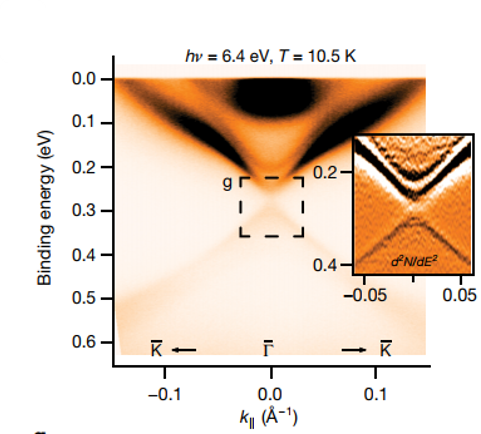 hν = 6.4 eV, T = 10.5 K
Binding energy (eV)
0.0
0.1
0.2
0.3
0.4
0.5
0.6
g
0.2
0.4
d²N/dE²
−0.05
0.05
K̅ ← Γ̅ → K̅
−0.1
0.0
0.1
k∥ (Å⁻¹)